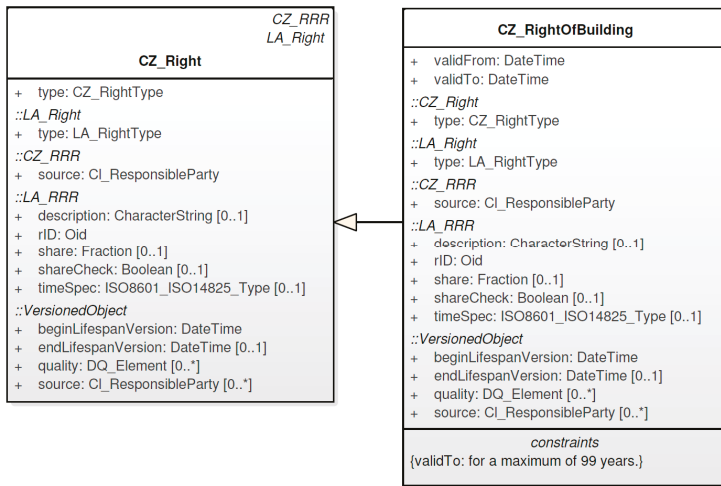 CZ_RRR
LA_Right
CZ_Right
+ type: CZ_RightType
::LA_Right
+ type: LA_RightType
::CZ_RRR
+ source: CI_ResponsibleParty
::LA_RRR
+ description: CharacterString [0..1]
+ rID: Oid
+ share: Fraction [0..1]
+ shareCheck: Boolean [0..1]
+ timeSpec: ISO8601_ISO14825_Type [0..1]
::VersionedObject
+ beginLifespanVersion: DateTime
+ endLifespanVersion: DateTime [0..1]
+ quality: DQ_Element [0..*]
+ source: CI_ResponsibleParty [0..*]
CZ_RightOfBuilding
+ validFrom: DateTime
+ validTo: DateTime
::CZ_Right
+ type: CZ_RightType
::LA_Right
+ type: LA_RightType
::CZ_RRR
+ source: CI_ResponsibleParty
::LA_RRR
+ description: CharacterString [0..1]
+ rID: Oid
+ share: Fraction [0..1]
+ shareCheck: Boolean [0..1]
+ timeSpec: ISO8601_ISO14825_Type [0..1]
::VersionedObject
+ beginLifespanVersion: DateTime
+ endLifespanVersion: DateTime [0..1]
+ quality: DQ_Element [0..*]
+ source: CI_ResponsibleParty [0..*]
constraints
{validTo: for a maximum of 99 years.}